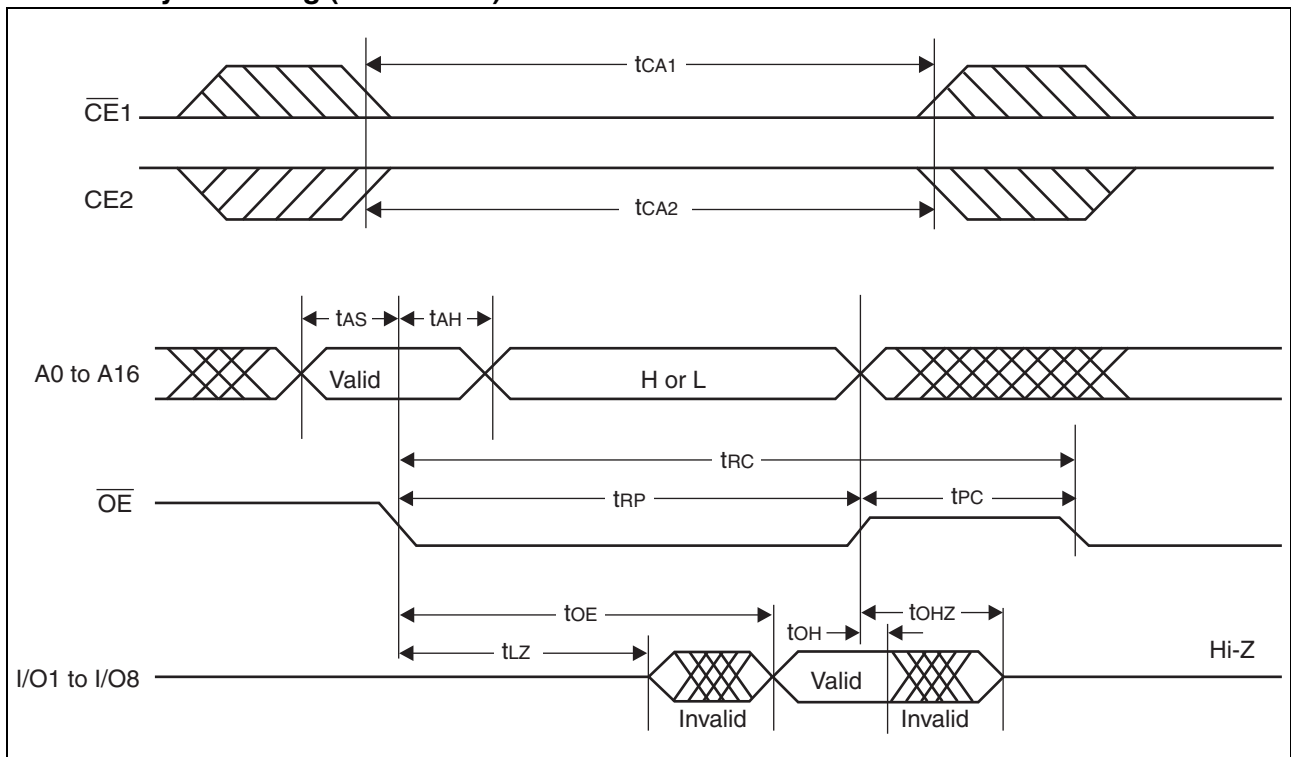 tCA1
CE1
CE2
tCA2
tAS
tAH
A0 to A16
Valid
H or L
tRC
OE
tRP
tPC
tOE
tOHZ
tOH
tLZ
Hi-Z
I/O1 to I/O8
Valid
Invalid
Invalid